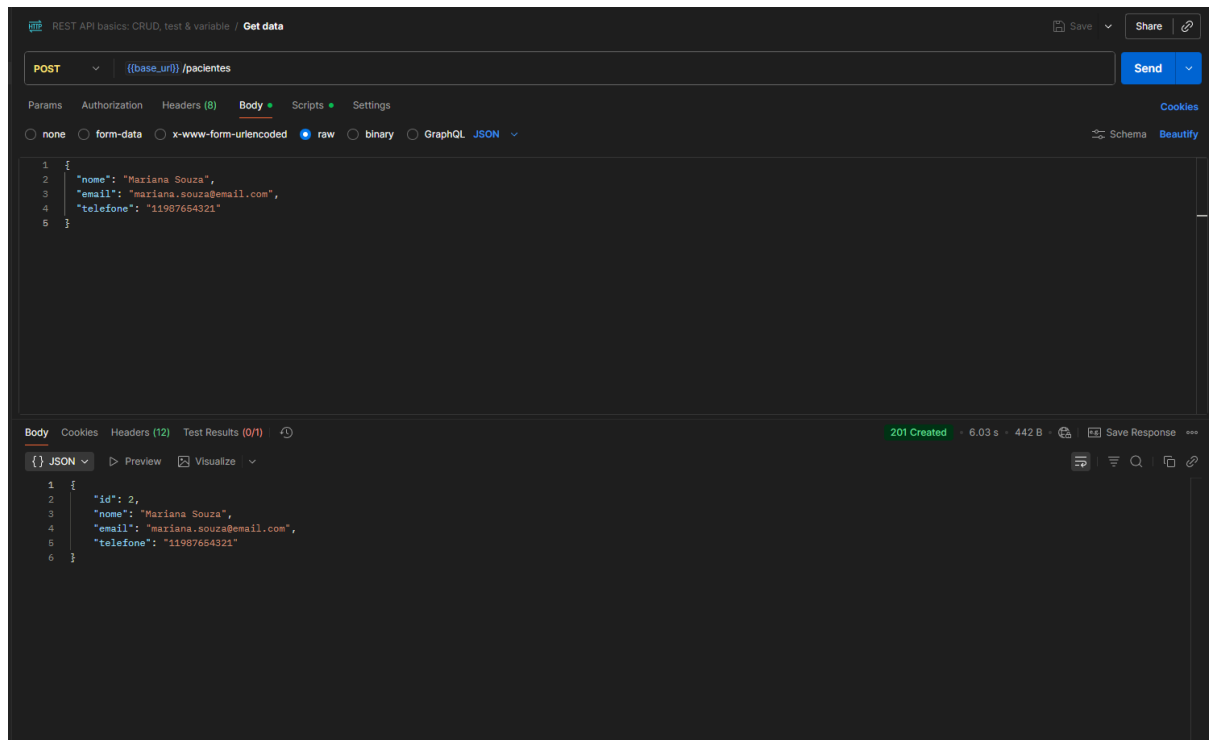 REST API basics: CRUD, test & variable / Get data
Save
Share
POST
{{base_url}} /pacientes
Send
Params Authorization Headers (8) Body Scripts Settings
Cookies
none form-data x-www-form-urlencoded raw binary GraphQL JSON
Schema Beautify
1 {
2 "nome": "Mariana Souza",
3 "email": "mariana.souza@email.com",
4 "telefone": "11987654321"
5 }
Body Cookies Headers (12) Test Results (0/1)
201 Created • 6.03 s • 442 B
Save Response
{} JSON Preview Visualize
1 {
2 "id": 2,
3 "nome": "Mariana Souza",
4 "email": "mariana.souza@email.com",
5 "telefone": "11987654321"
6 }